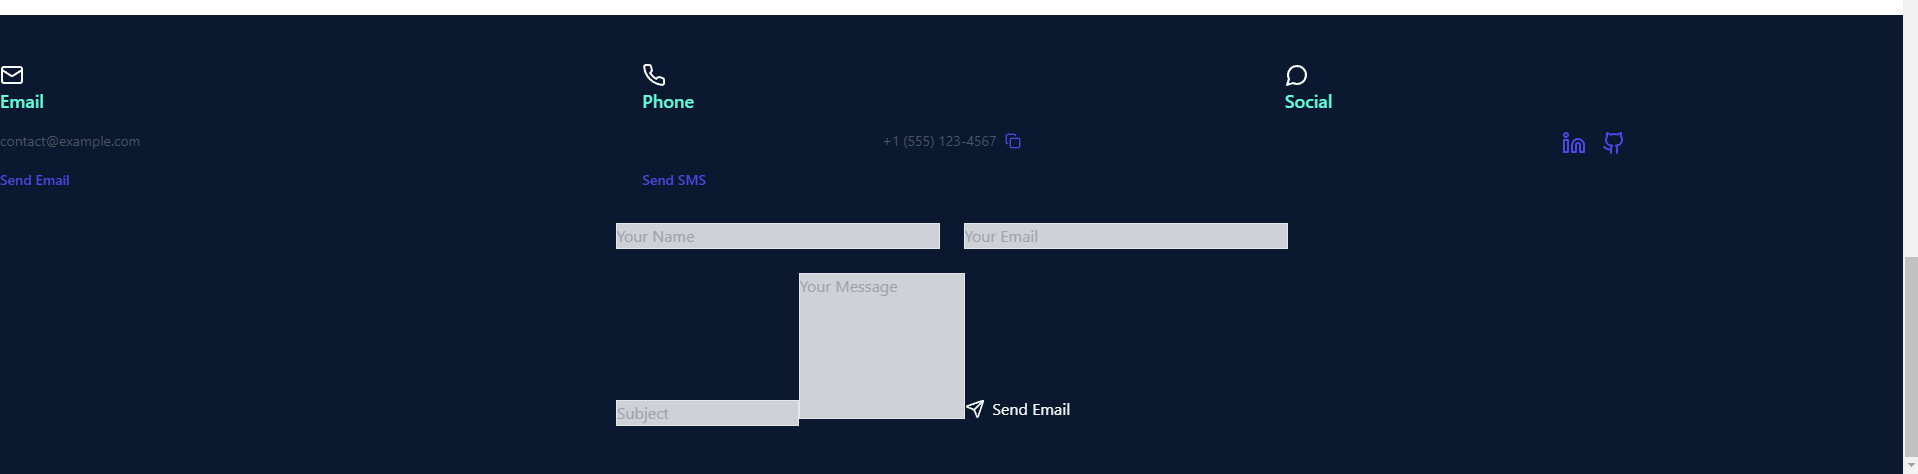 Email
Phone
Social
contact@example.com
+1 (555) 123-4567
Send Email
Send SMS
Your Name
Your Email
Your Message
Subject
Send Email